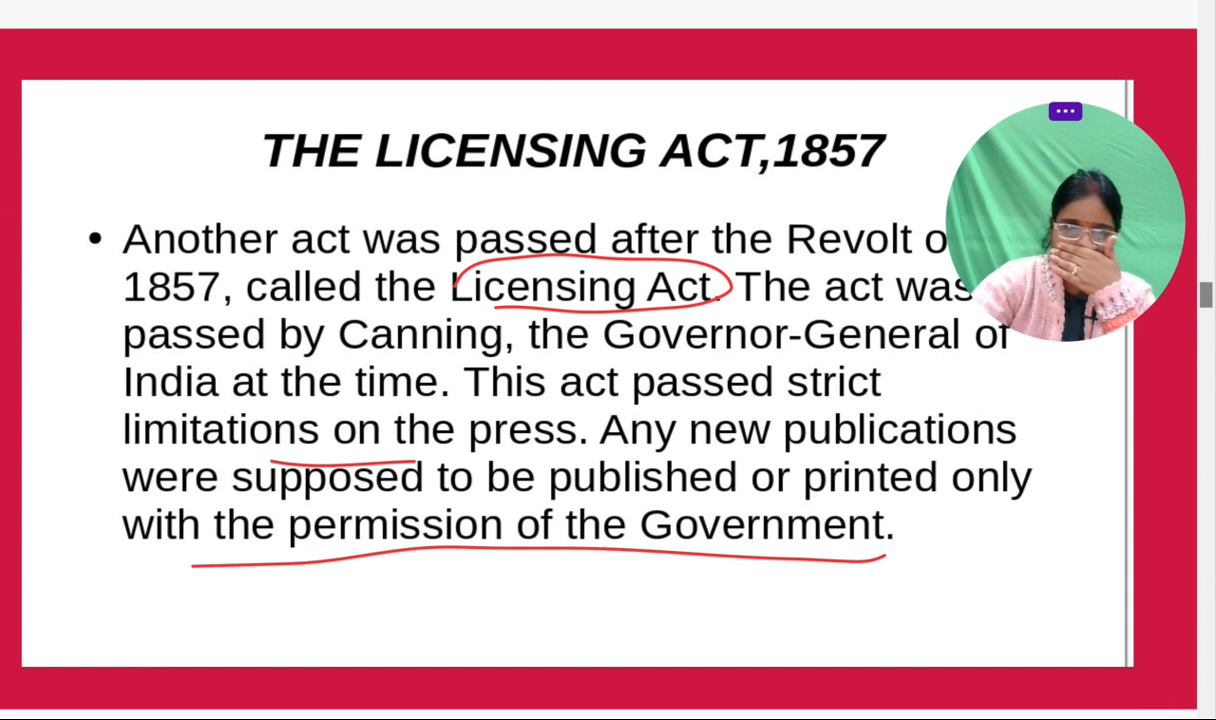 THE LICENSING ACT,1857
• Another act was passed after the Revolt o
1857, called the Licensing Act. The act was
passed by Canning, the Governor-General of
India at the time. This act passed strict
limitations on the press. Any new publications
were supposed to be published or printed only
with the permission of the Government.